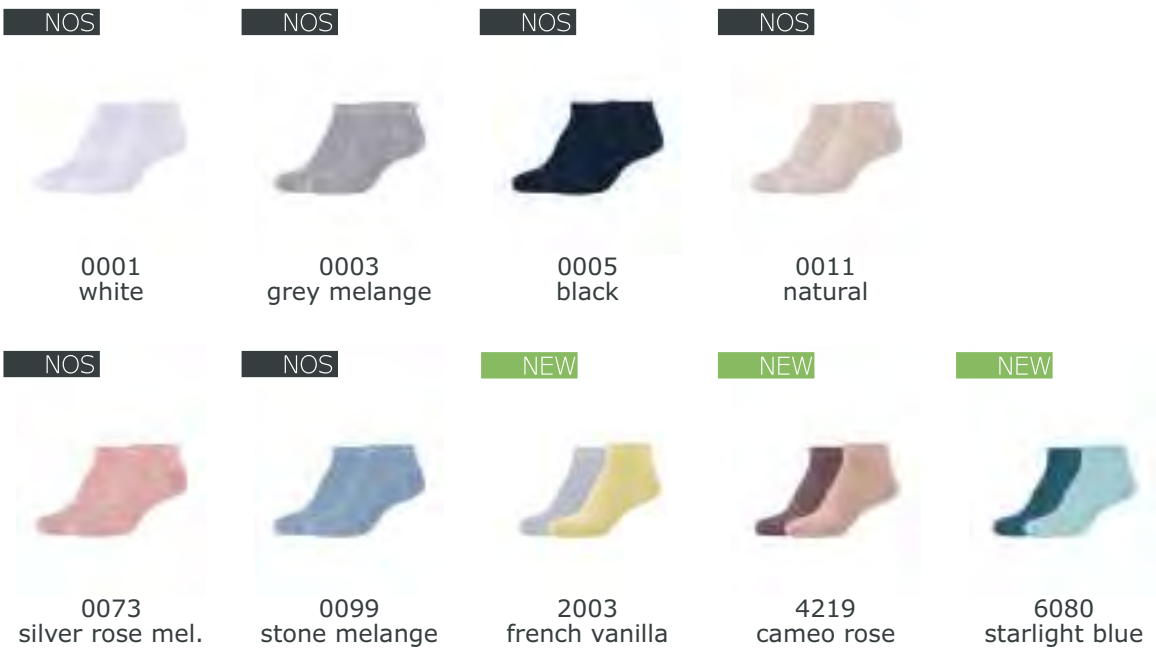 NOS NOS NOS NOS
0001 0003 0005 0011
white grey melange black natural
NOS NOS NEW NEW NEW
0073 0099 2003 4219 6080
silver rose mel. stone melange french vanilla cameo rose starlight blue